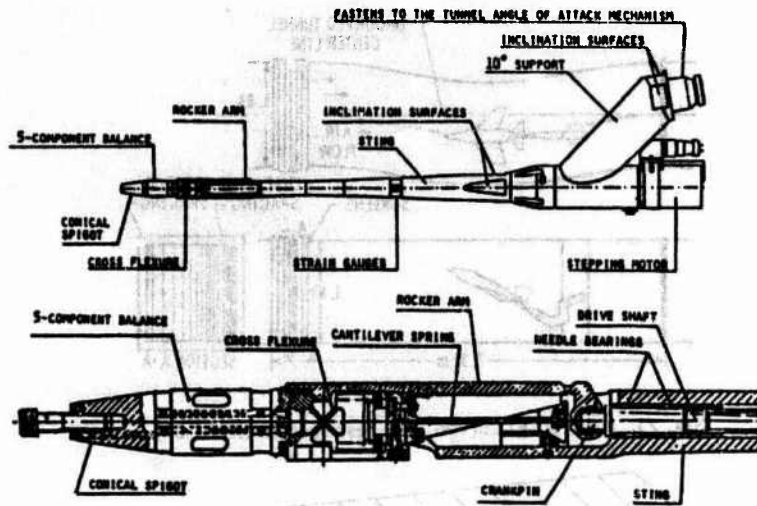 FASTENS TO THE TUNNEL ANGLE OF ATTACK MECHANISM
INCLINATION SURFACES
10° SUPPORT
ROCKER ARM
INCLINATION SURFACES
5-COMPONENT BALANCE
STING
CONICAL
SPIGOT
CROSS FLEXURE
STRAIN GAUGES
STEPPING MOTOR
ROCKER ARM
5-COMPONENT BALANCE
DRIVE SHAFT
CROSS FLEXURE
CANTILEVER SPRING
NEEDLE BEARINGS
CONICAL SPIGOT
CRANKPIN
STING